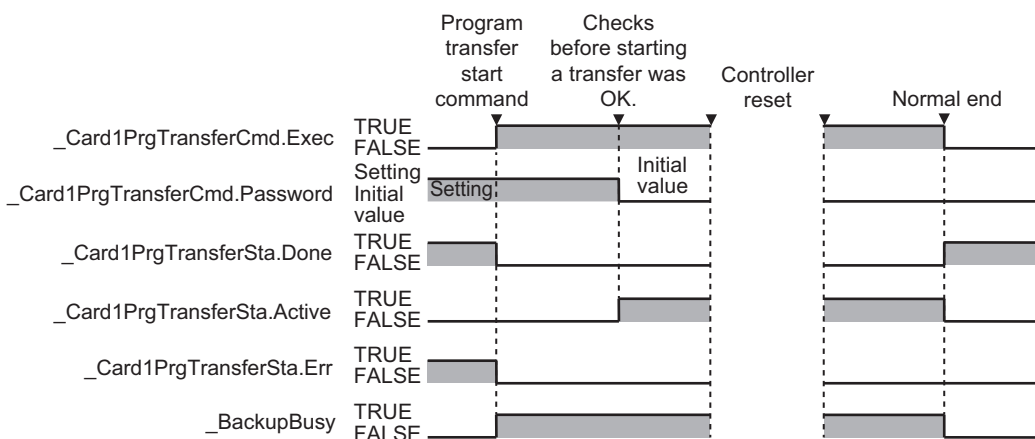 Program
transfer
start
command
Checks
before starting
a transfer was
OK.
Controller
reset
Normal end
_Card1PrgTransferCmd.Exec
TRUE
FALSE
_Card1PrgTransferCmd.Password
Setting
Initial
value
Setting
Initial
value
_Card1PrgTransferSta.Done
TRUE
FALSE
_Card1PrgTransferSta.Active
TRUE
FALSE
_Card1PrgTransferSta.Err
TRUE
FALSE
_BackupBusy
TRUE
FALSE